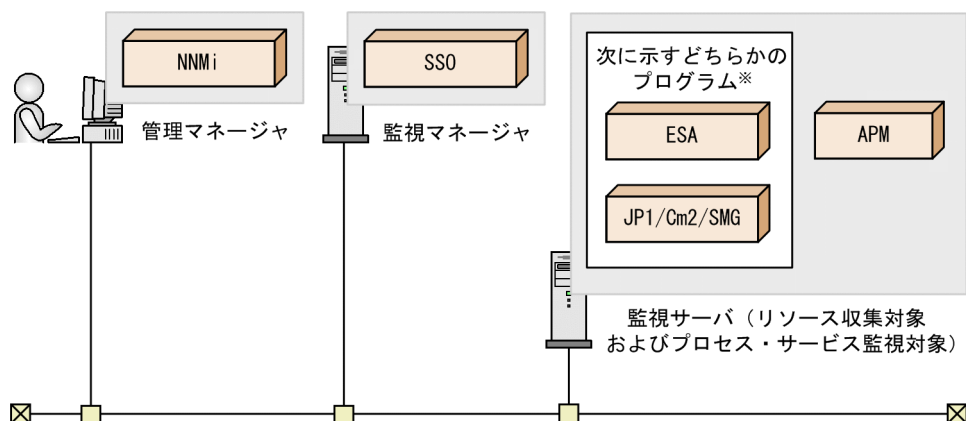 NNMi
管理マネージャ
SSO
監視マネージャ
次に示すどちらかの
プログラム※
ESA
JP1/Cm2/SMG
APM
監視サーバ（リソース収集対象
およびプロセス・サービス監視対象）